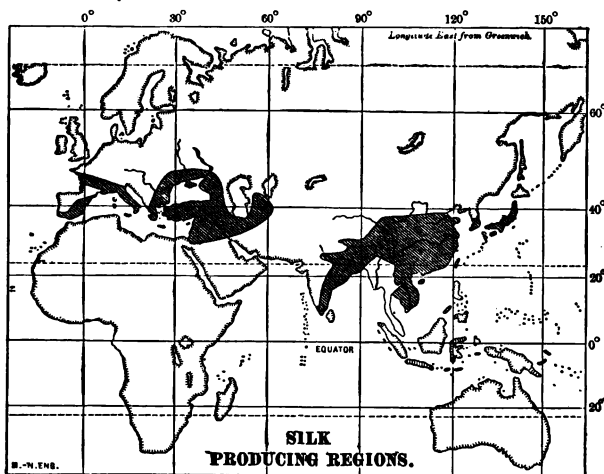 0° 30° 60° 90° 120° 150°
Longitude East from Greenwich
60°
40°
20°
EQUATOR
0°
20°
SILK
PRODUCING REGIONS.
B.-N.ENG.